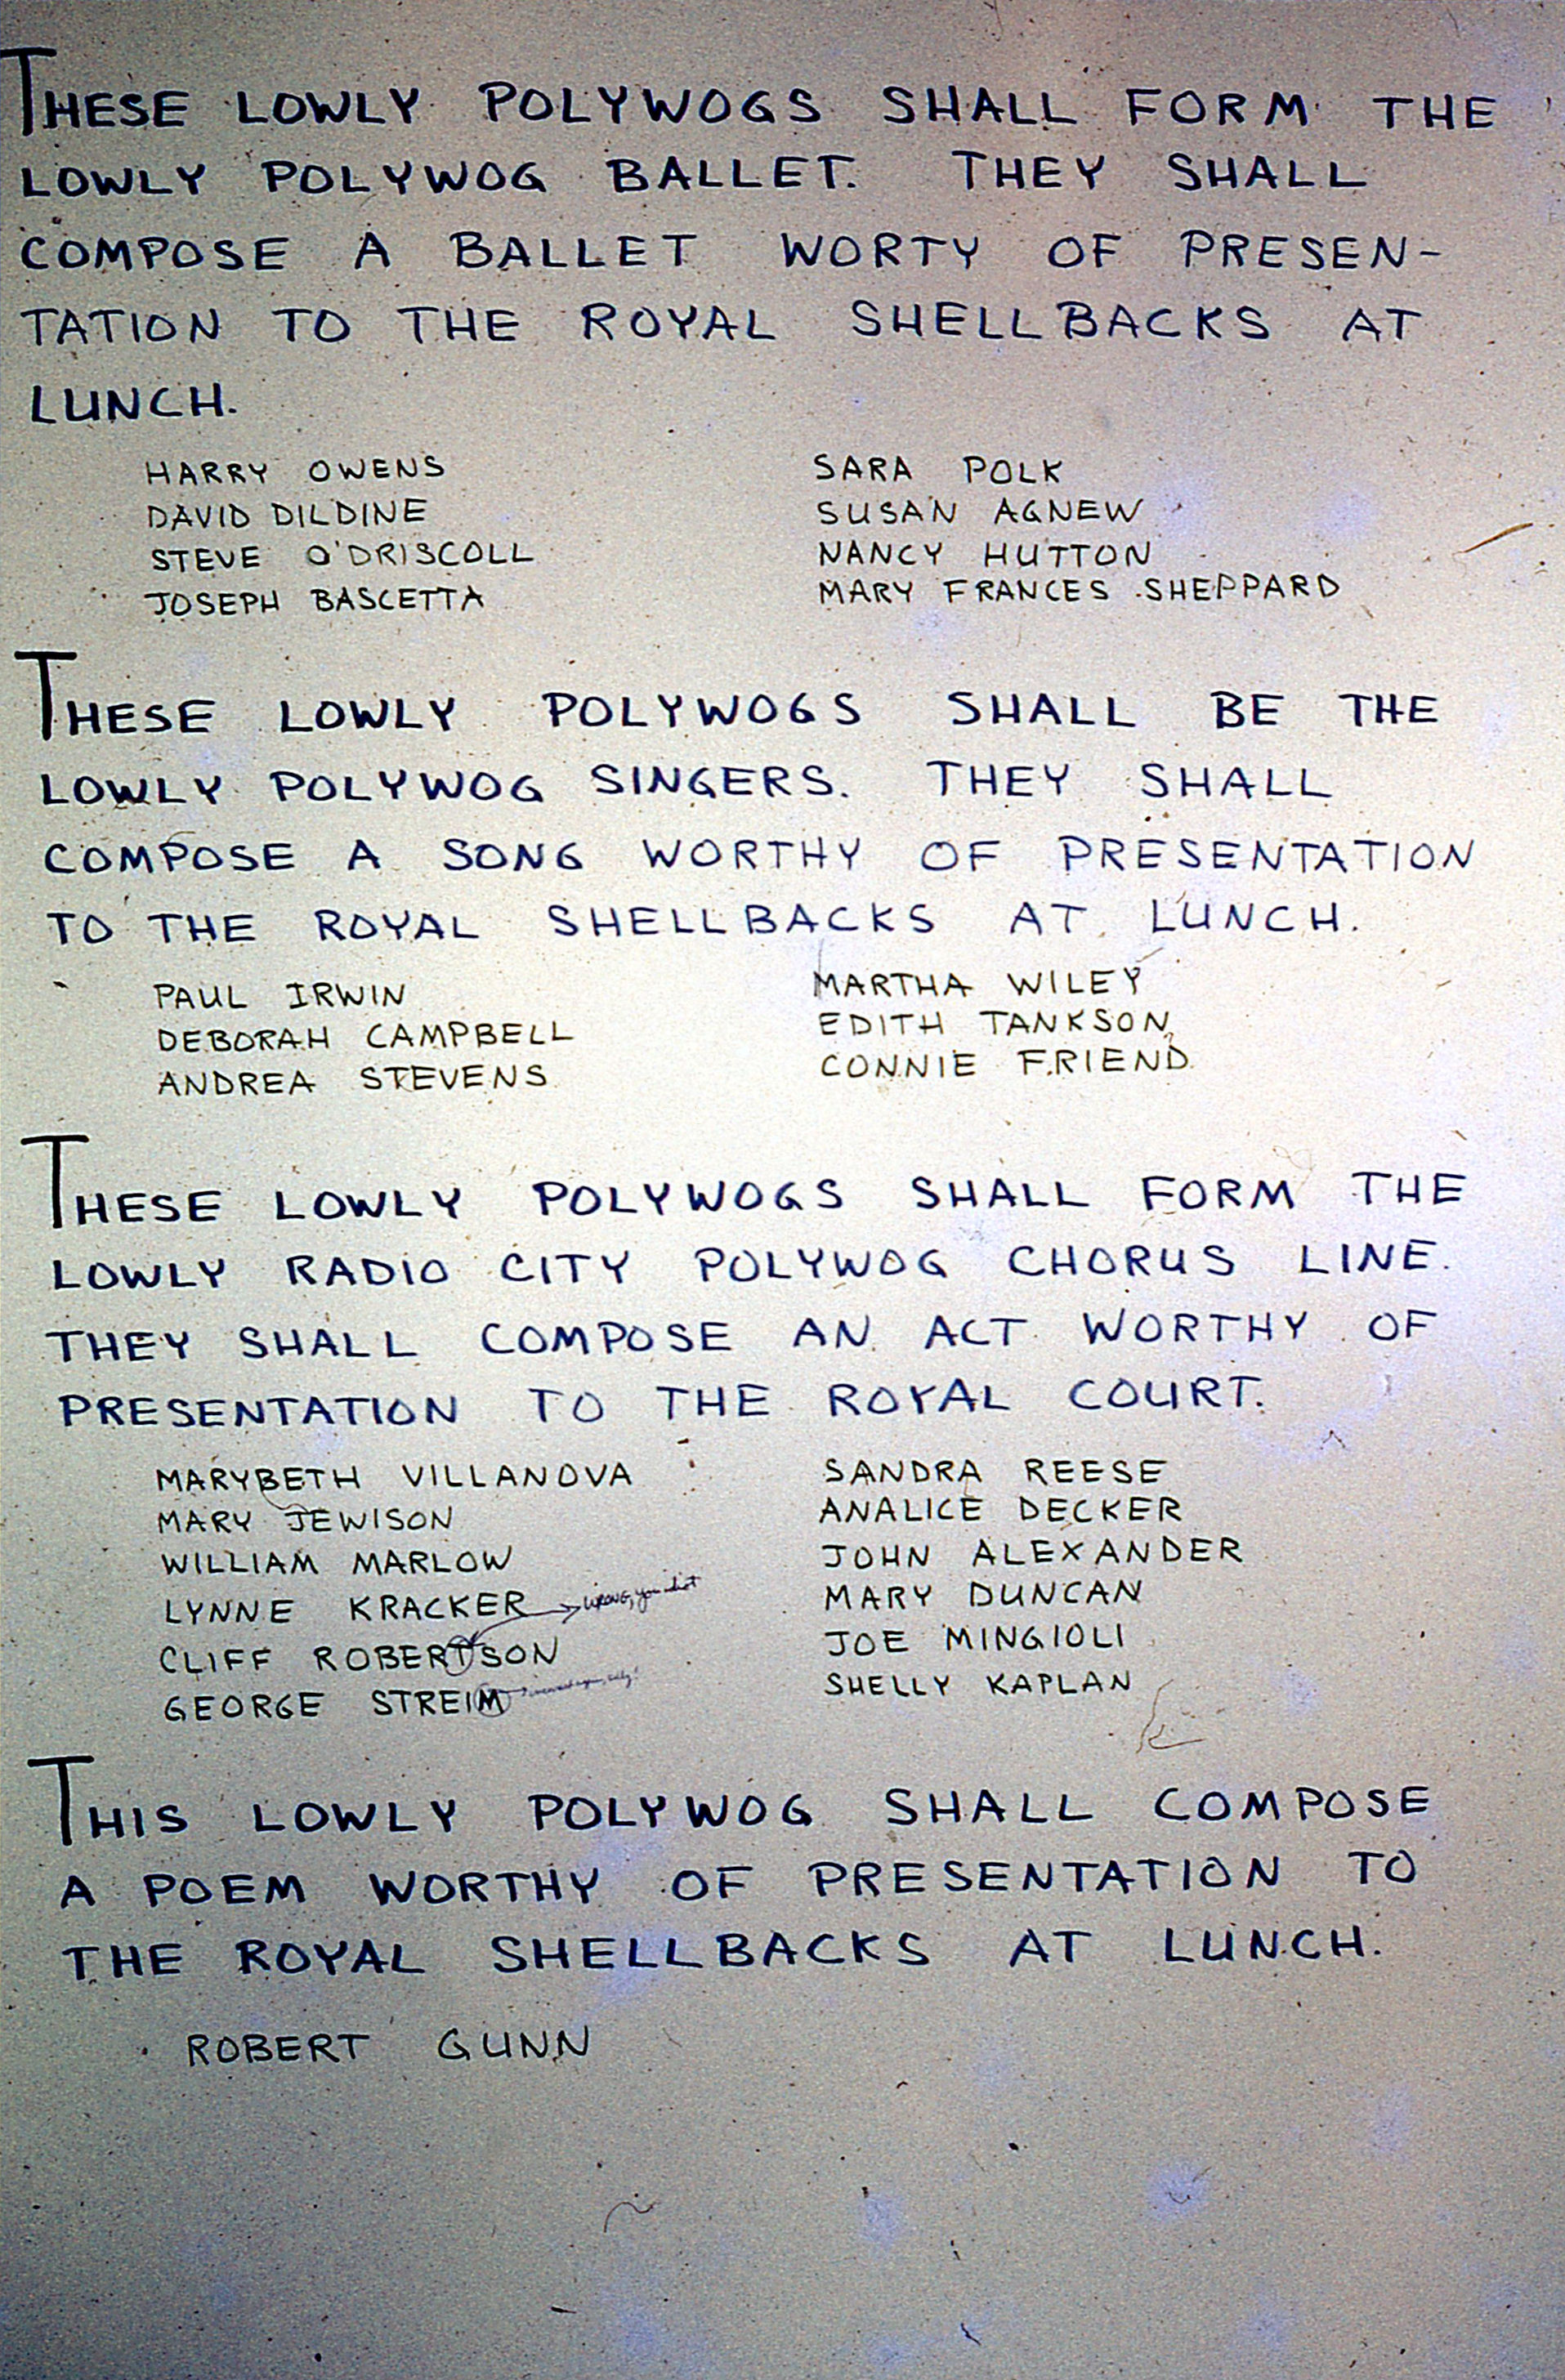 THESE LOWLY POLYWOGS SHALL FORM THE
LOWLY POLYWOG BALLET. THEY SHALL
COMPOSE A BALLET WORTY OF PRESEN-
TATION TO THE ROYAL SHELLBACKS AT
LUNCH.
HARRY OWENS
DAVID DILDINE
STEVE O'DRISCOLL
JOSEPH BASCETTA
SARA POLK
SUSAN AGNEW
NANCY HUTTON
MARY FRANCES SHEPPARD
THESE LOWLY POLYWOGS SHALL BE THE
LOWLY POLYWOG SINGERS. THEY SHALL
COMPOSE A SONG WORTHY OF PRESENTATION
TO THE ROYAL SHELLBACKS AT LUNCH.
PAUL IRWIN
DEBORAH CAMPBELL
ANDREA STEVENS
MARTHA WILEY
EDITH TANKSON
CONNIE FRIEND
THESE LOWLY POLYWOGS SHALL FORM THE
LOWLY RADIO CITY POLYWOG CHORUS LINE.
THEY SHALL COMPOSE AN ACT WORTHY OF
PRESENTATION TO THE ROYAL COURT.
MARYBETH VILLANOVA
MARY JEWISON
WILLIAM MARLOW
LYNNE KRACKER
wrong, you idiot
CLIFF ROBERTSON
GEORGE STREIM
SANDRA REESE
ANALICE DECKER
JOHN ALEXANDER
MARY DUNCAN
JOE MINGIOLI
SHELLY KAPLAN
THIS LOWLY POLYWOG SHALL COMPOSE
A POEM WORTHY OF PRESENTATION TO
THE ROYAL SHELLBACKS AT LUNCH.
ROBERT GUNN